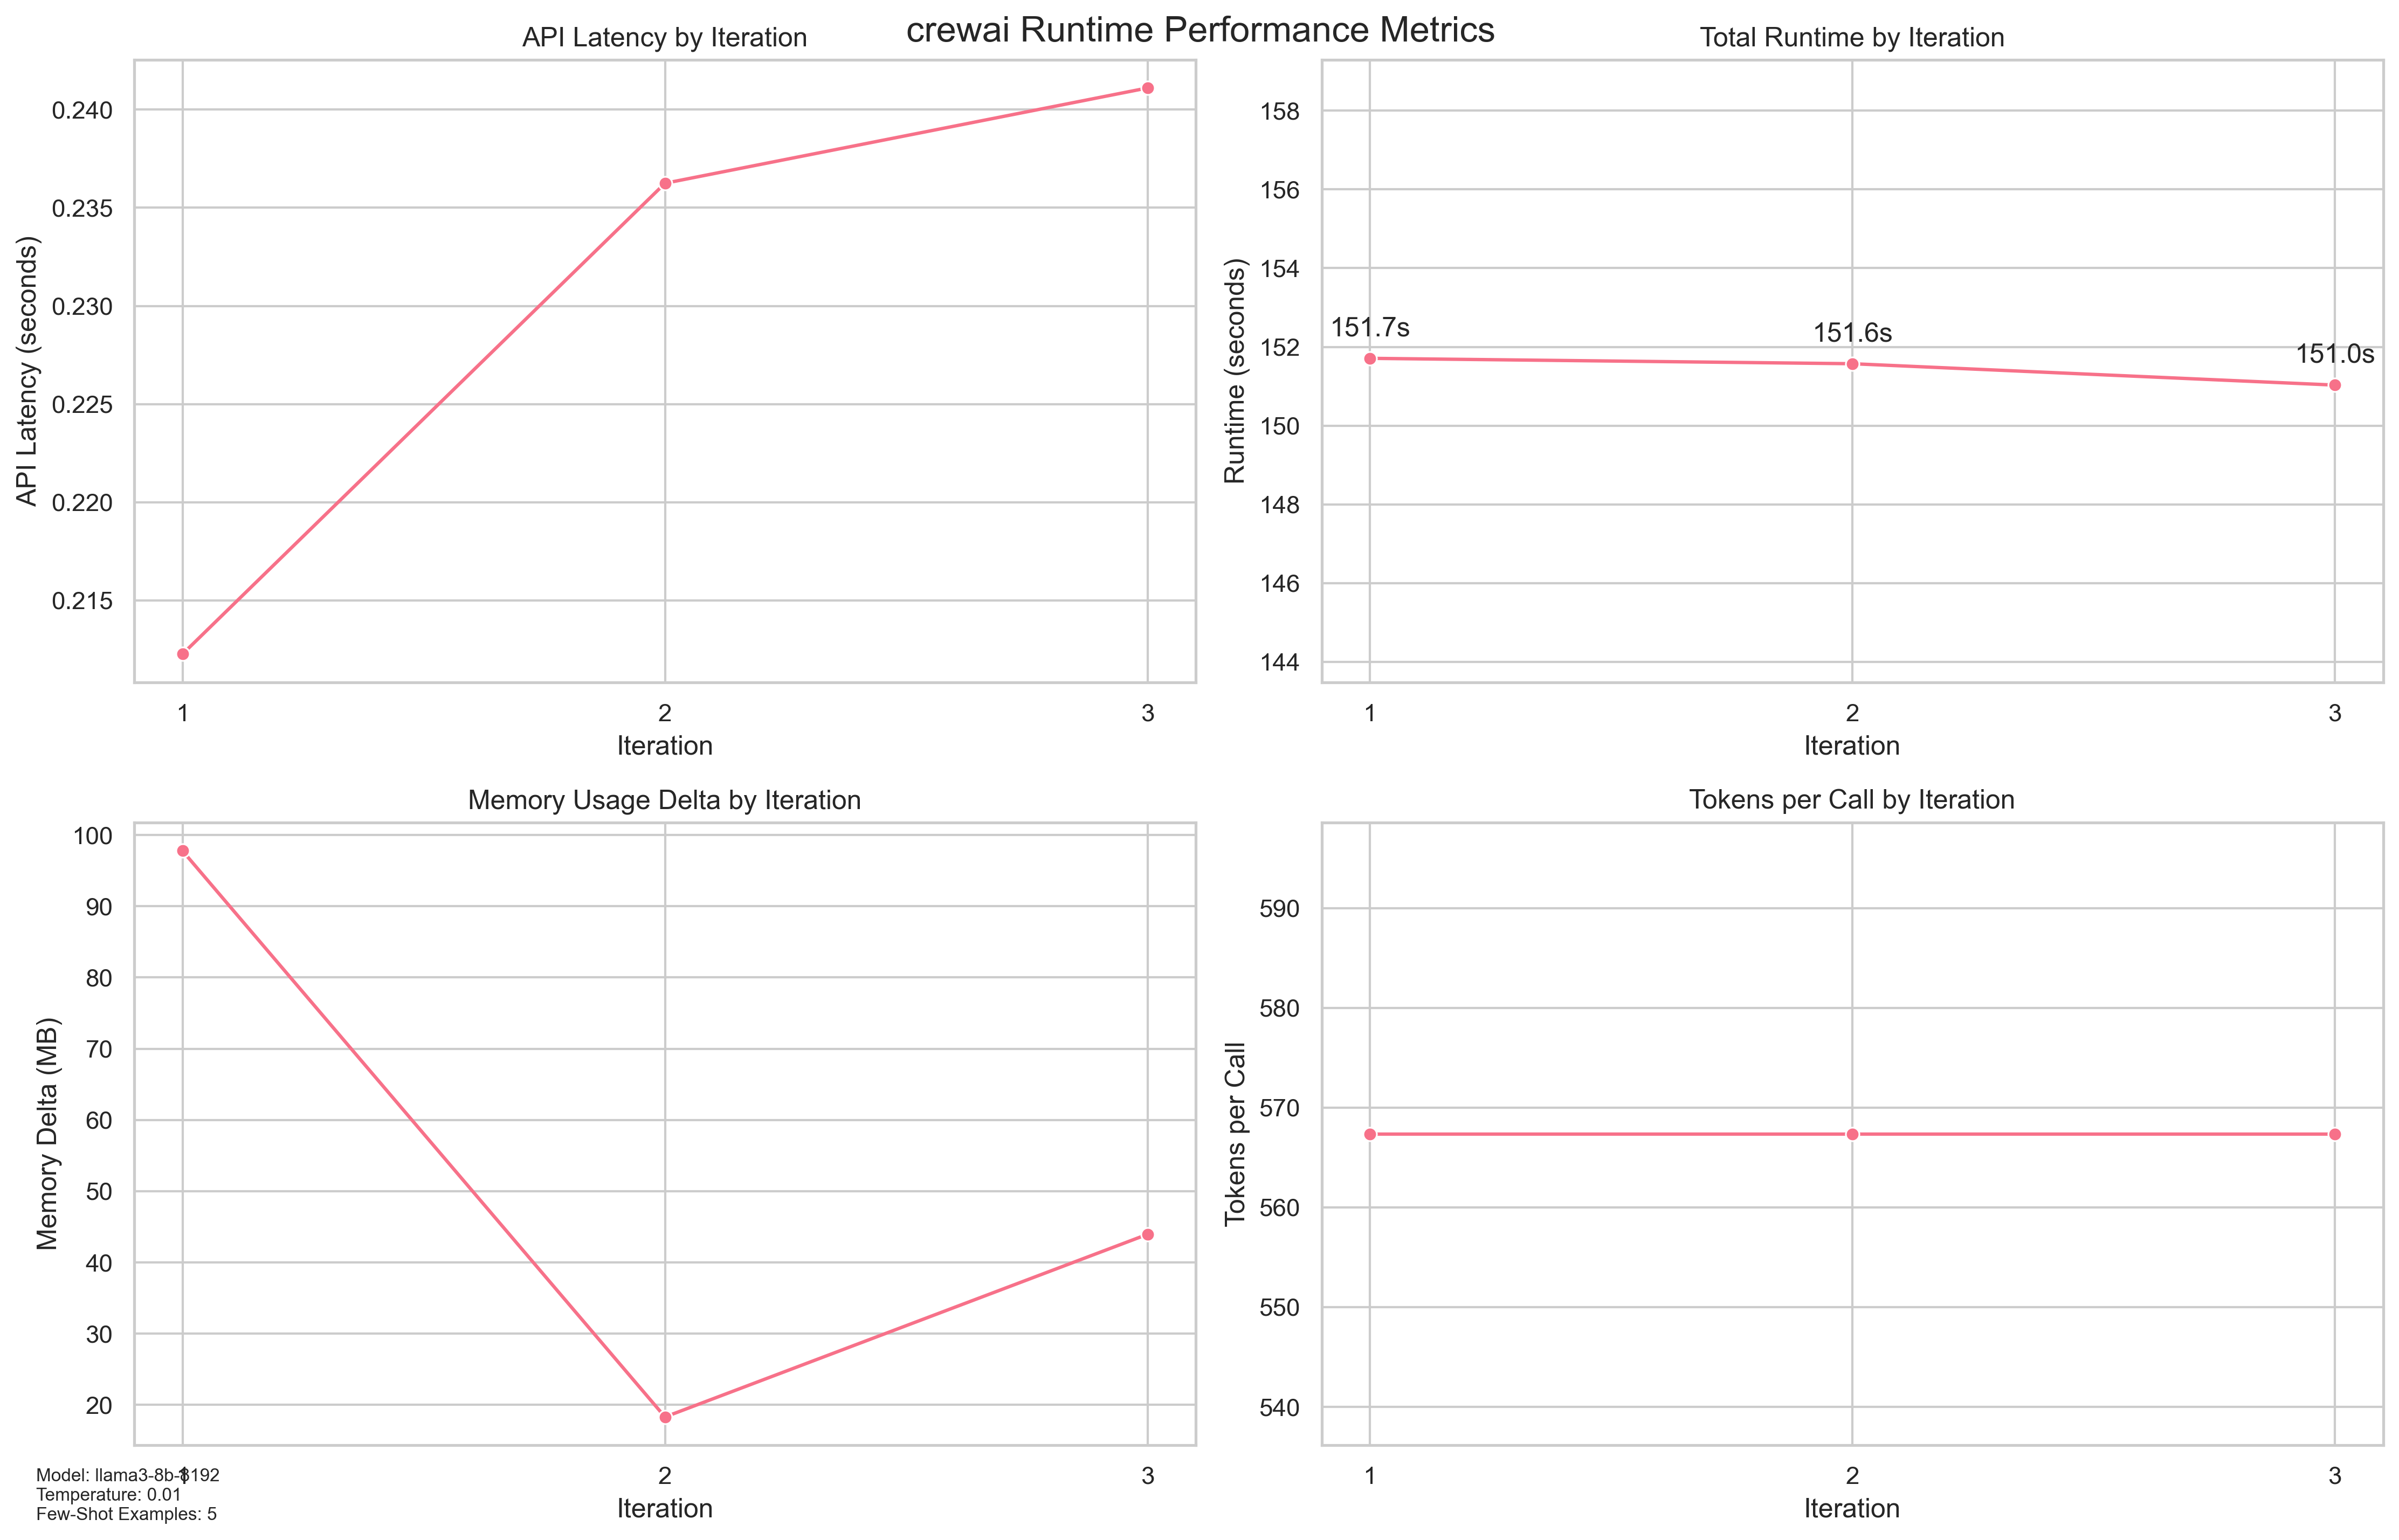 crewai Runtime Performance Metrics
API Latency by Iteration
0.240
0.235
0.230
0.225
0.220
0.215
API Latency (seconds)
1 2 3
Iteration
Total Runtime by Iteration
158
156
154
152
150
148
146
144
Runtime (seconds)
151.7s
151.6s
151.0s
1 2 3
Iteration
Memory Usage Delta by Iteration
100
90
80
70
60
50
40
30
20
Memory Delta (MB)
1 2 3
Iteration
Tokens per Call by Iteration
590
580
570
560
550
540
Tokens per Call
1 2 3
Iteration
Model: llama3-8b-8192
Temperature: 0.01
Few-Shot Examples: 5